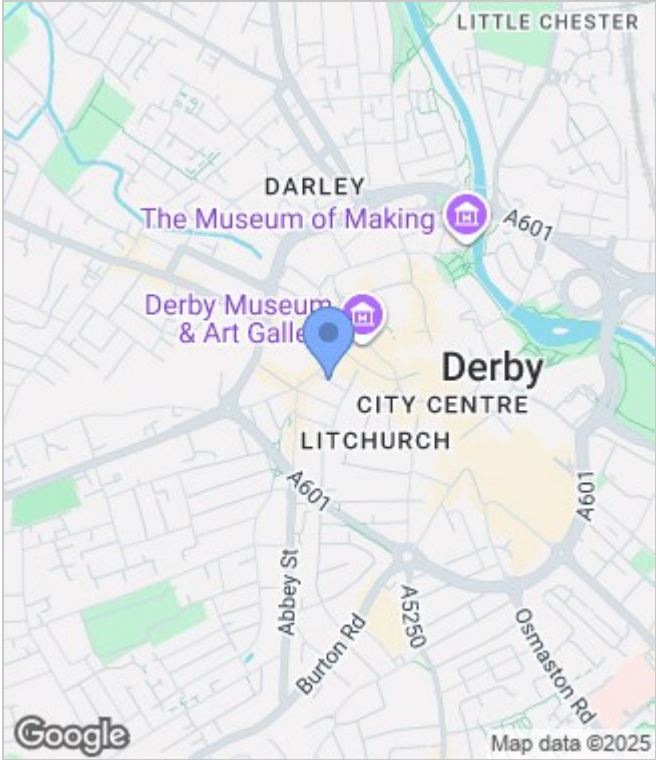 LITTLE CHESTER
DARLEY
The Museum of Making
A601
Derby Museum
& Art Galle
Derby
CITY CENTRE
LITCHURCH
A601
A601
Abbey St
Burton Rd
A5250
Osmaston Rd
Google
Map data ©2025